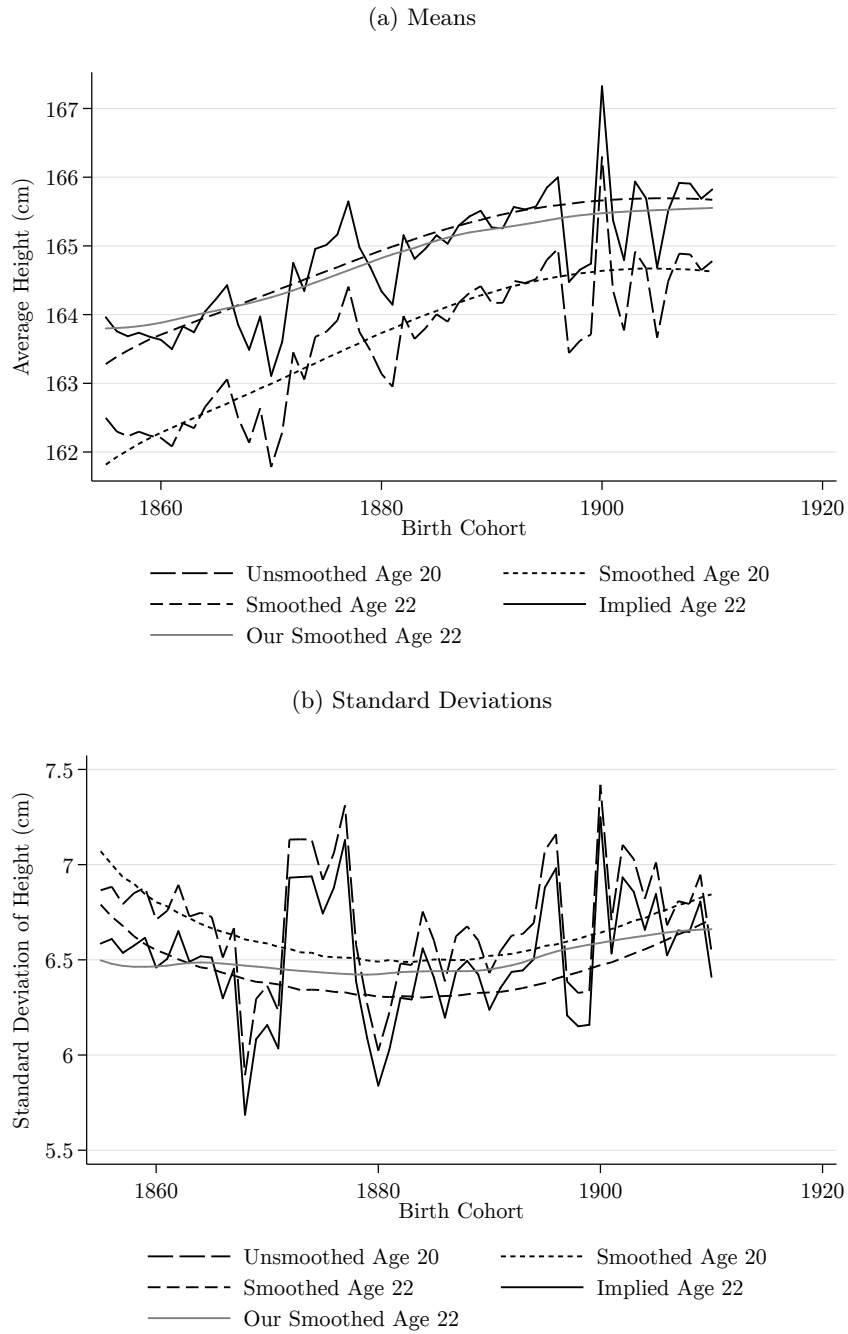 (a) Means
167
166
165
164
163
162
Average Height (cm)
1860 1880 1900 1920
Birth Cohort
Unsmoothed Age 20 Smoothed Age 20
Smoothed Age 22 Implied Age 22
Our Smoothed Age 22
(b) Standard Deviations
7.5
7
6.5
6
5.5
Standard Deviation of Height (cm)
1860 1880 1900 1920
Birth Cohort
Unsmoothed Age 20 Smoothed Age 20
Smoothed Age 22 Implied Age 22
Our Smoothed Age 22